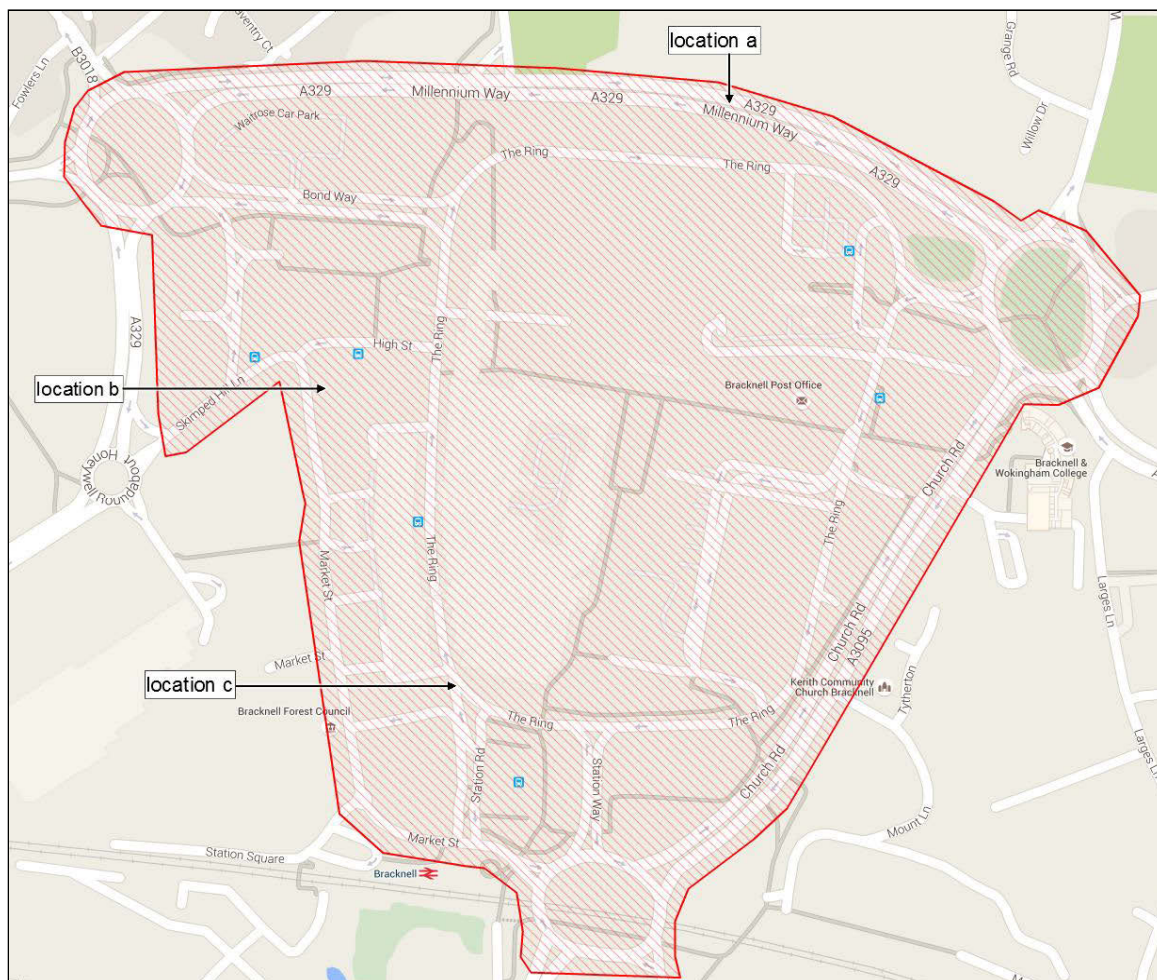 location a
Coventry Ct
Fowlers Ln
B3018
Grange Rd
A329
Millennium Way
A329
A329
Millennium Way
Waitrose Car Park
Willow Dr
The Ring
The Ring
A329
Bond Way
A329
The Ring
High St
location b
Skimped Hill Ln
Bracknell Post Office
Honeywell Roundabout
Church Rd
Bracknell &
Wokingham College
The Ring
The Ring
Market St
Larges Ln
Church Rd
A3095
Market St
location c
Kerith Community
Church Bracknell
Tytherton
Bracknell Forest Council
The Ring
The Ring
Larges Ln
Station Rd
Station Way
Church Rd
Mount Ln
Market St
Station Square
Bracknell